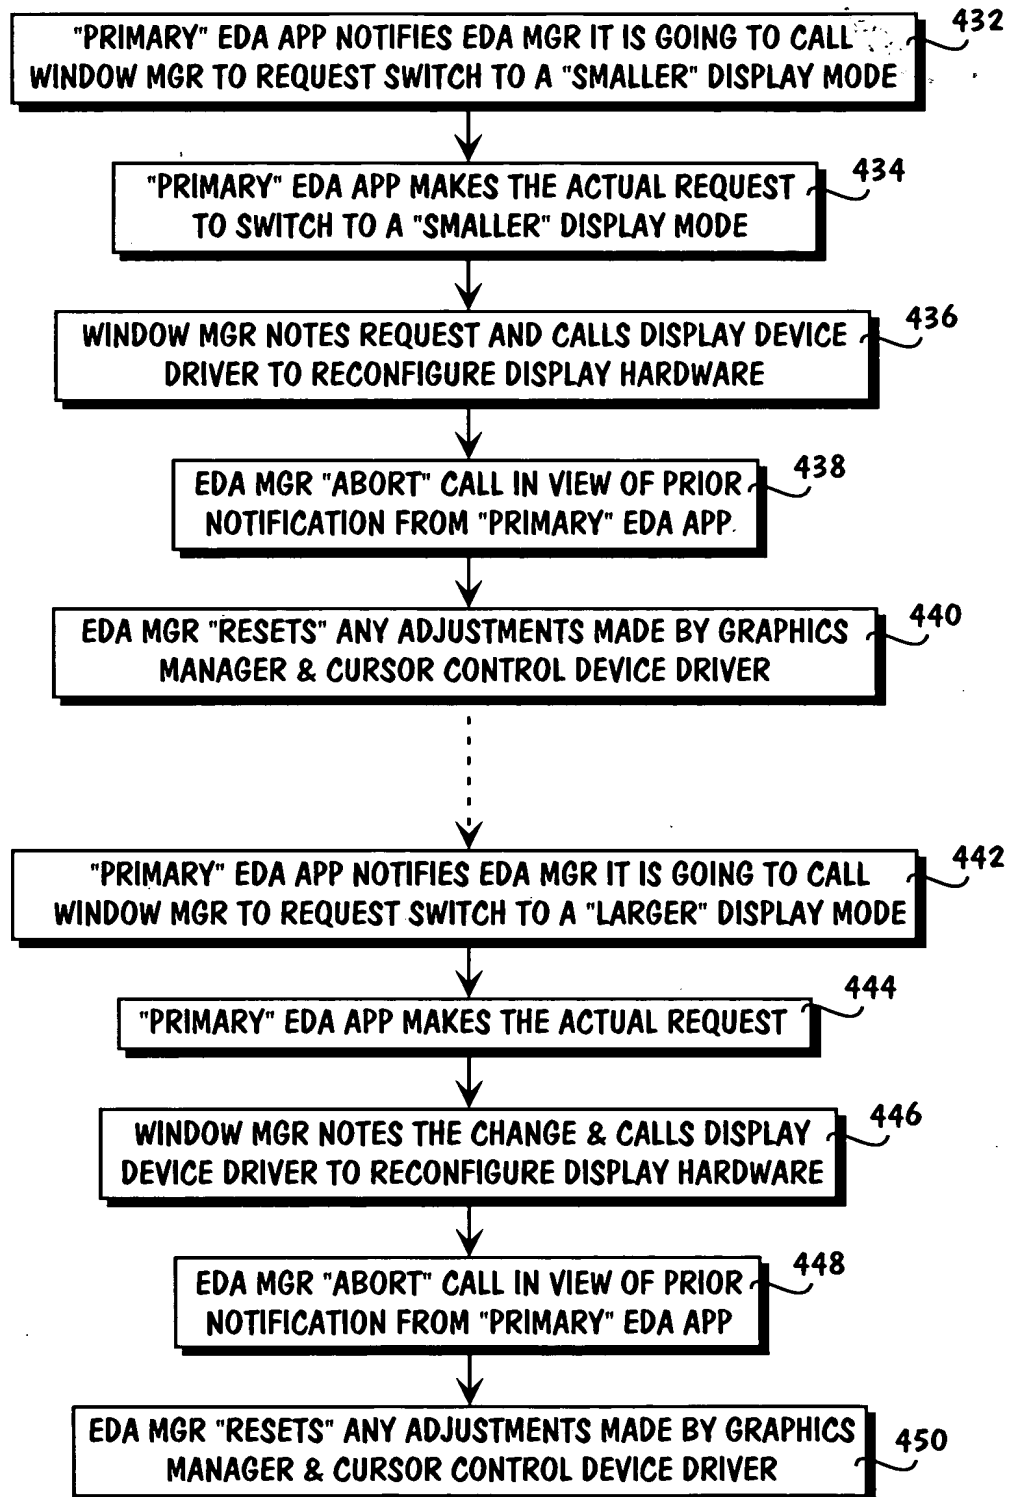 "PRIMARY" EDA APP NOTIFIES EDA MGR IT IS GOING TO CALL
WINDOW MGR TO REQUEST SWITCH TO A "SMALLER" DISPLAY MODE
432
"PRIMARY" EDA APP MAKES THE ACTUAL REQUEST
TO SWITCH TO A "SMALLER" DISPLAY MODE
434
WINDOW MGR NOTES REQUEST AND CALLS DISPLAY DEVICE
DRIVER TO RECONFIGURE DISPLAY HARDWARE
436
EDA MGR "ABORT" CALL IN VIEW OF PRIOR
NOTIFICATION FROM "PRIMARY" EDA APP
438
EDA MGR "RESETS" ANY ADJUSTMENTS MADE BY GRAPHICS
MANAGER & CURSOR CONTROL DEVICE DRIVER
440
"PRIMARY" EDA APP NOTIFIES EDA MGR IT IS GOING TO CALL
WINDOW MGR TO REQUEST SWITCH TO A "LARGER" DISPLAY MODE
442
"PRIMARY" EDA APP MAKES THE ACTUAL REQUEST
444
WINDOW MGR NOTES THE CHANGE & CALLS DISPLAY
DEVICE DRIVER TO RECONFIGURE DISPLAY HARDWARE
446
EDA MGR "ABORT" CALL IN VIEW OF PRIOR
NOTIFICATION FROM "PRIMARY" EDA APP
448
EDA MGR "RESETS" ANY ADJUSTMENTS MADE BY GRAPHICS
MANAGER & CURSOR CONTROL DEVICE DRIVER
450